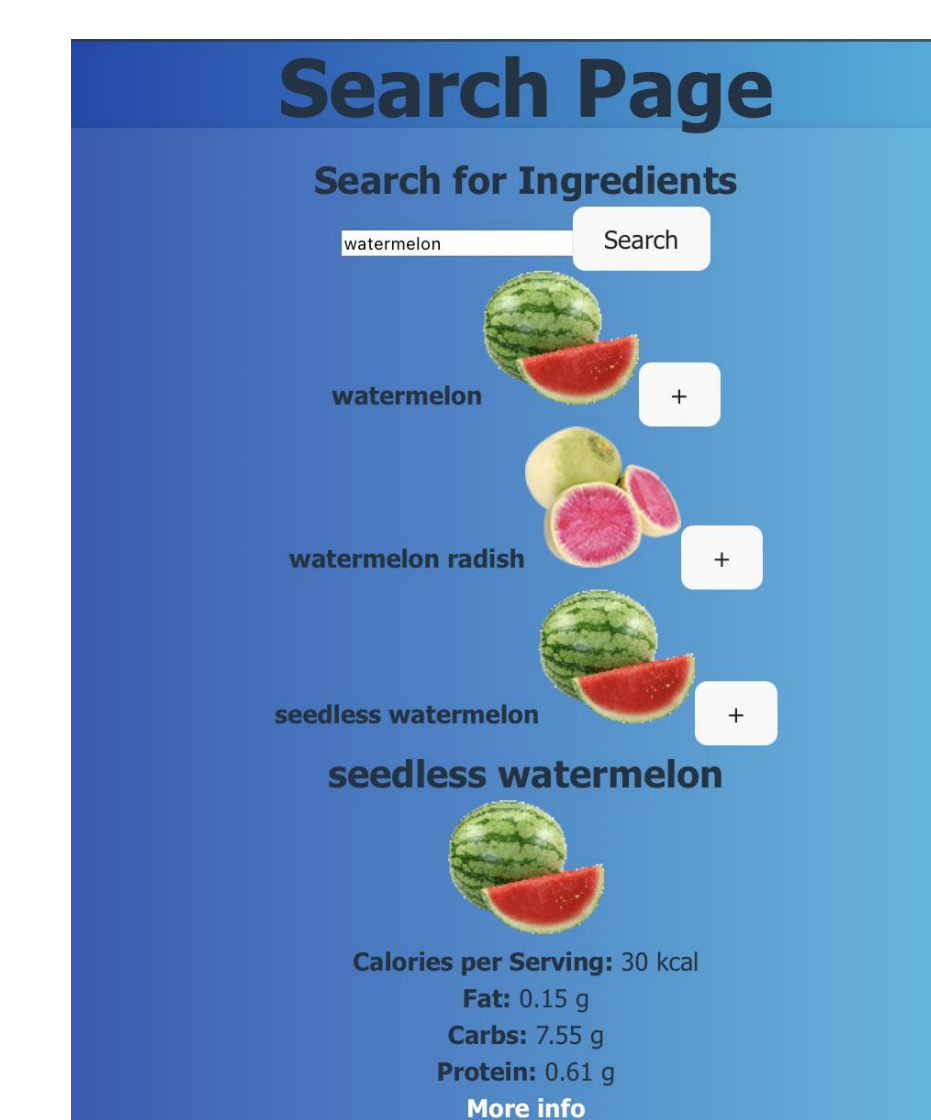 Search Page
Search for Ingredients
watermelon Search
watermelon +
watermelon radish +
seedless watermelon +
seedless watermelon
Calories per Serving: 30 kcal
Fat: 0.15 g
Carbs: 7.55 g
Protein: 0.61 g
More info